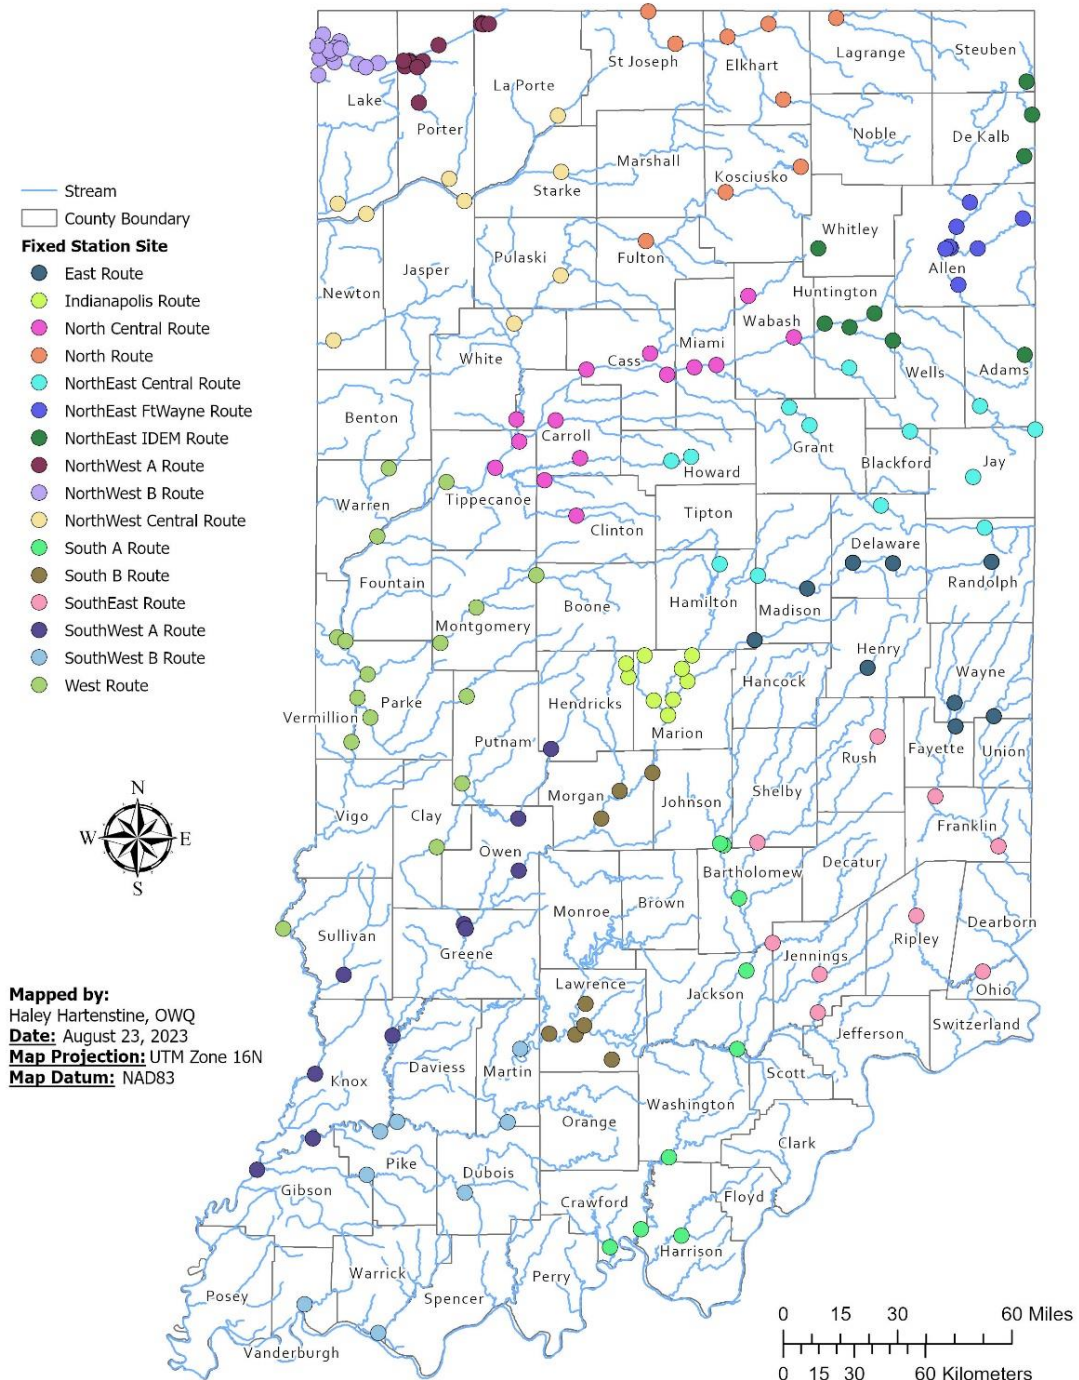 Stream
County Boundary
Fixed Station Site
East Route
Indianapolis Route
North Central Route
North Route
NorthEast Central Route
NorthEast FtWayne Route
NorthEast IDEM Route
NorthWest A Route
NorthWest B Route
NorthWest Central Route
South A Route
South B Route
SouthEast Route
SouthWest A Route
SouthWest B Route
West Route
N
W E
S
Mapped by:
Haley Hartenstine, OWQ
Date: August 23, 2023
Map Projection: UTM Zone 16N
Map Datum: NAD83
Lake
Porter
La Porte
St Joseph
Elkhart
Lagrange
Steuben
Noble
De Kalb
Marshall
Starke
Kosciusko
Whitley
Allen
Newton
Jasper
Pulaski
Fulton
Huntington
Wabash
Miami
Cass
White
Wells
Adams
Benton
Carroll
Grant
Blackford
Jay
Howard
Warren
Tippecanoe
Clinton
Tipton
Delaware
Randolph
Fountain
Montgomery
Boone
Hamilton
Madison
Henry
Wayne
Hancock
Vermillion
Parke
Putnam
Hendricks
Marion
Rush
Fayette
Union
Vigo
Clay
Owen
Morgan
Johnson
Shelby
Franklin
Decatur
Bartholomew
Brown
Monroe
Sullivan
Greene
Dearborn
Ripley
Jennings
Ohio
Lawrence
Jackson
Jefferson
Switzerland
Knox
Daviess
Martin
Scott
Washington
Orange
Clark
Pike
Dubois
Gibson
Crawford
Floyd
Harrison
Posey
Warrick
Spencer
Perry
Vanderburgh
0 15 30 60 Miles
0 15 30 60 Kilometers